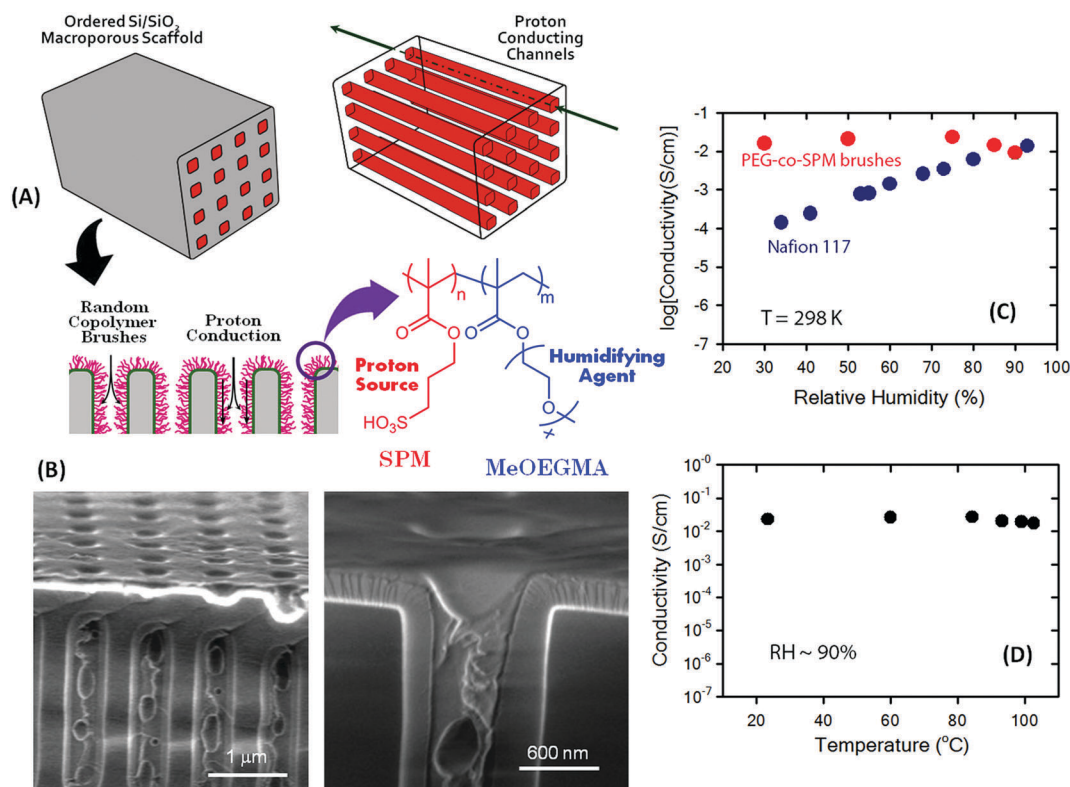 (A)
Ordered Si/SiO₂
Macroporous Scaffold
Proton
Conducting
Channels
Random
Copolymer
Brushes
Proton
Conduction
n
m
O
O
O
O
Proton
Source
Humidifying
Agent
O
x
HO₃S
SPM
MeOEGMA
(B)
1 μm
600 nm
log[Conductivity(S/cm)]
-1
-2
-3
-4
-5
-6
-7
PEG-co-SPM brushes
Nafion 117
(C)
T = 298 K
20 30 40 50 60 70 80 90 100
Relative Humidity (%)
Conductivity (S/cm)
10⁻⁰
10⁻¹
10⁻²
10⁻³
10⁻⁴
10⁻⁵
10⁻⁶
10⁻⁷
RH ~ 90%
(D)
20 40 60 80 100
Temperature (°C)